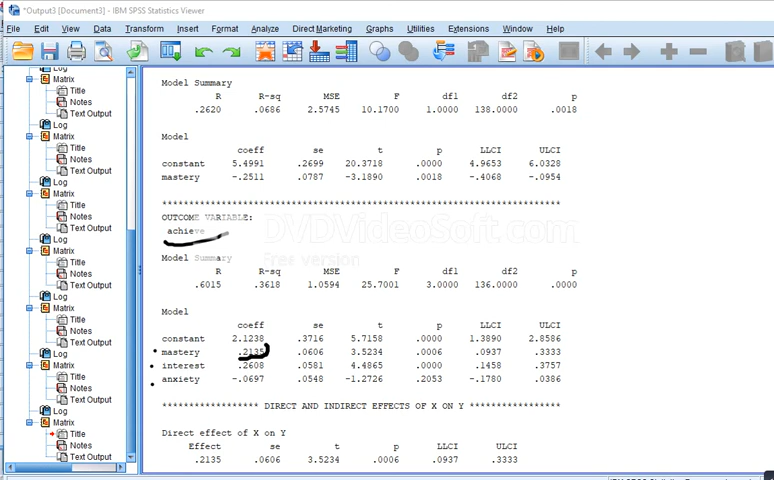 *Output3 [Document3] - IBM SPSS Statistics Viewer
File Edit View Data Transform Insert Format Analyze Direct Marketing Graphs Utilities Extensions Window Help
Log
Matrix
Title
Notes
Text Output
Log
Matrix
Title
Notes
Text Output
Log
Matrix
Title
Notes
Text Output
Log
Matrix
Title
Notes
Text Output
Log
Matrix
Title
Notes
Text Output
Log
Matrix
Title
Notes
Text Output
Log
Matrix
Title
Notes
Text Output
Model Summary
R R-sq MSE F df1 df2 p
.2620 .0686 2.5745 10.1700 1.0000 138.0000 .0018
Model
coeff se t p LLCI ULCI
constant 5.4991 .2699 20.3718 .0000 4.9653 6.0328
mastery -.2511 .0787 -3.1890 .0018 -.4068 -.0954
**************************************************************************
OUTCOME VARIABLE:
achieve
DVDVideoSoft.com
Free version
Model Summary
R R-sq MSE F df1 df2 p
.6015 .3618 1.0594 25.7001 3.0000 136.0000 .0000
Model
coeff se t p LLCI ULCI
constant 2.1238 .3716 5.7158 .0000 1.3890 2.8586
mastery .2135 .0606 3.5234 .0006 .0937 .3333
interest .2608 .0581 4.4865 .0000 .1458 .3757
anxiety -.0697 .0548 -1.2726 .2053 -.1780 .0386
****************** DIRECT AND INDIRECT EFFECTS OF X ON Y *****************
Direct effect of X on Y
Effect se t p LLCI ULCI
.2135 .0606 3.5234 .0006 .0937 .3333